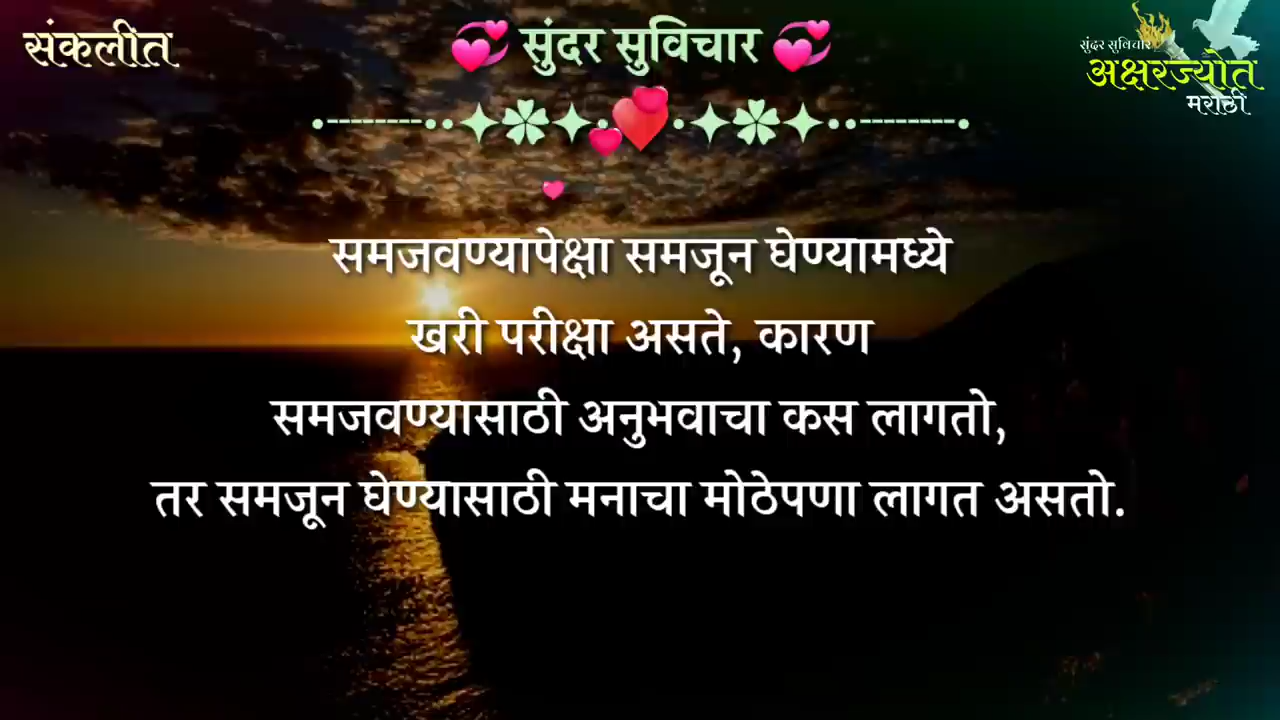 संकलीत
💞 सुंदर सुविचार 💞
सुंदर सुविचार
अक्षरज्योत
मराठी
समजवण्यापेक्षा समजून घेण्यामध्ये
खरी परीक्षा असते, कारण
समजवण्यासाठी अनुभवाचा कस लागतो,
तर समजून घेण्यासाठी मनाचा मोठेपणा लागत असतो.